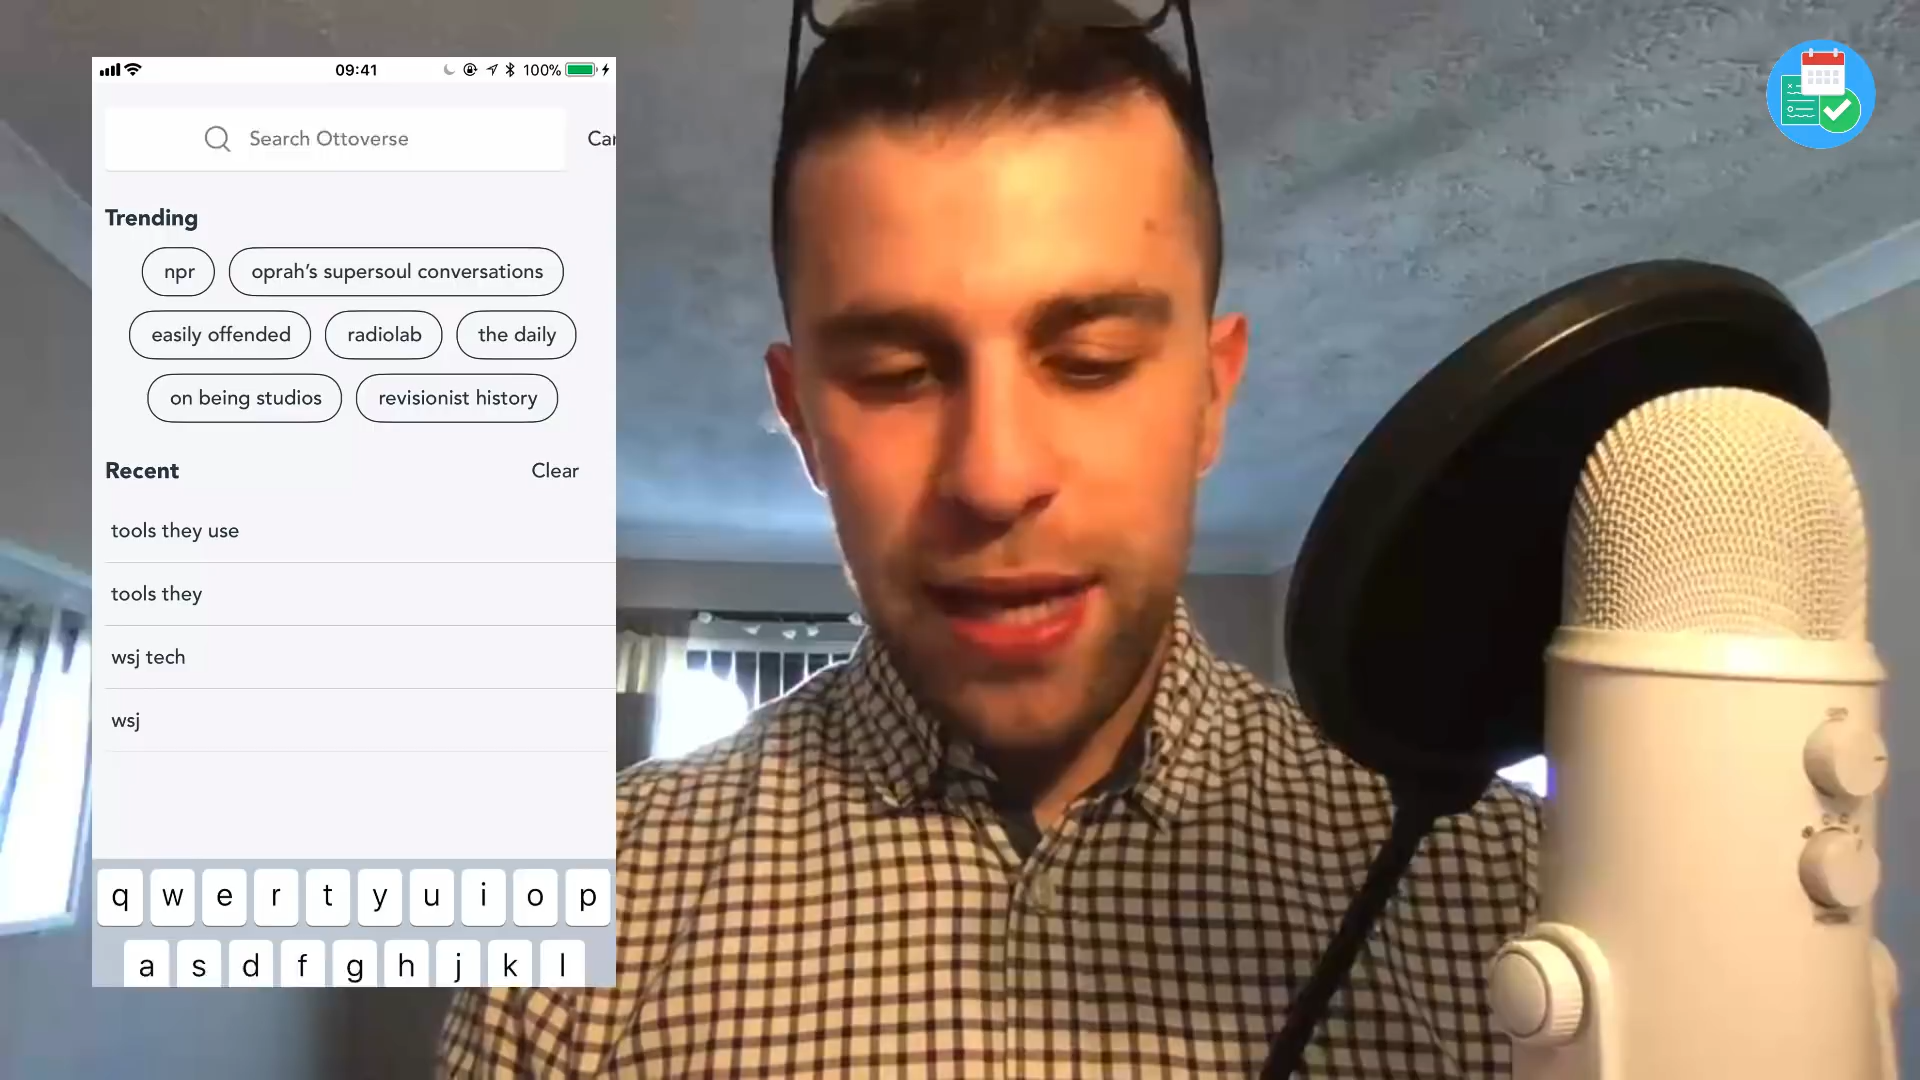 09:41 100%
Search Ottoverse
Trending
npr oprah’s supersoul conversations
easily offended radiolab the daily
on being studios revisionist history
Recent Clear
tools they use
tools they
wsj tech
wsj
q w e r t y u i o p
a s d f g h j k l